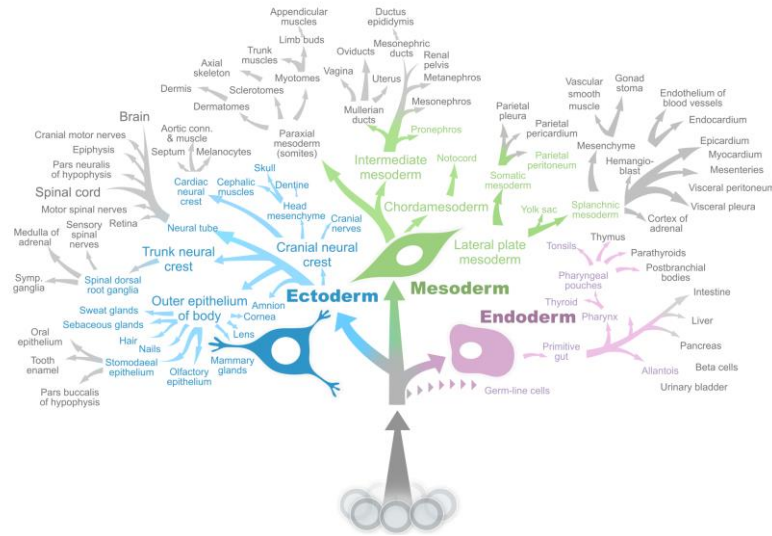 Appendicular
muscles
Limb buds
Trunk
muscles
Axial
skeleton
Myotomes
Sclerotomes
Dermis
Dermatomes
Paraxial
mesoderm
(somites)
Ductus
epididymis
Mesonephric
ducts
Oviducts
Renal
pelvis
Vagina
Uterus
Metanephros
Mullerian
ducts
Mesonephros
Pronephros
Intermediate
mesoderm
Notocord
Chordamesoderm
Parietal
pleura
Parietal
pericardium
Parietal
peritoneum
Somatic
mesoderm
Yolk sac
Lateral plate
mesoderm
Splanchnic
mesoderm
Vascular
smooth
muscle
Gonad
stoma
Mesenchyme
Endothelium of
blood vessels
Endocardium
Hemangio-
blast
Epicardium
Myocardium
Mesenteries
Visceral peritoneum
Visceral pleura
Cortex of
adrenal
Brain
Cranial motor nerves
Epiphysis
Pars neuralis
of hypophysis
Spinal cord
Motor spinal nerves
Retina
Neural tube
Aortic conn.
& muscle
Septum
Melanocytes
Cardiac
neural
crest
Skull
Cephalic
muscles
Dentine
Head
mesenchyme
Cranial
nerves
Cranial neural
crest
Trunk neural
crest
Sensory
spinal
nerves
Medulla of
adrenal
Symp.
ganglia
Spinal dorsal
root ganglia
Outer epithelium
of body
Amnion
Cornea
Lens
Sweat glands
Sebaceous glands
Hair
Nails
Stomodaeal
epithelium
Olfactory
epithelium
Mammary
glands
Oral
epithelium
Tooth
enamel
Pars buccalis
of hypophysis
Ectoderm
Mesoderm
Endoderm
Tonsils
Thymus
Parathyroids
Postbranchial
bodies
Pharyngeal
pouches
Thyroid
Pharynx
Primitive
gut
Intestine
Liver
Pancreas
Beta cells
Allantois
Urinary bladder
Germ-line cells